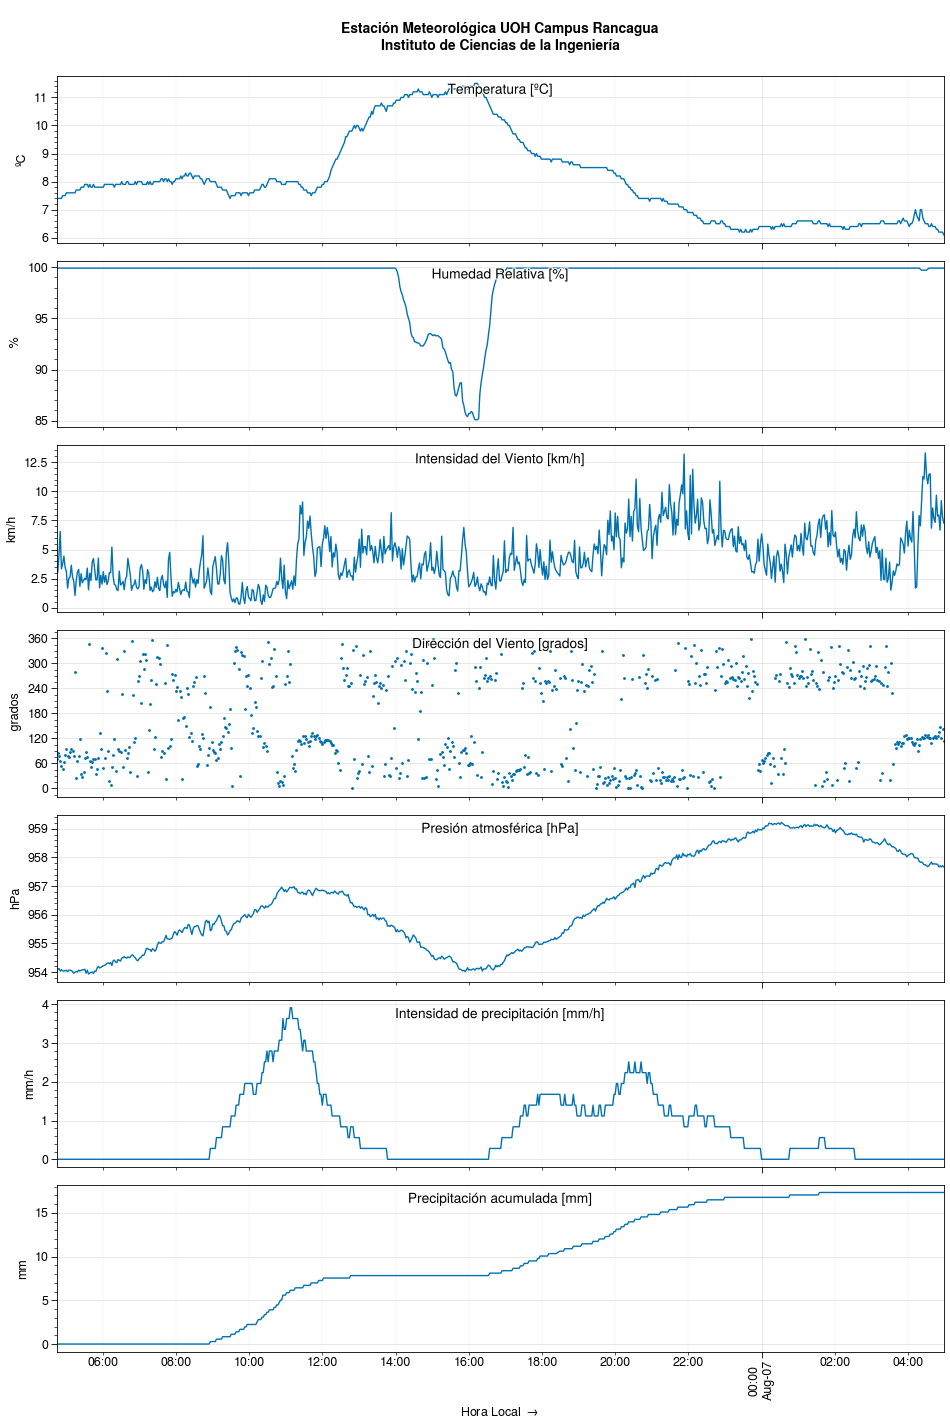 Estación Meteorológica UOH Campus Rancagua
Instituto de Ciencias de la Ingeniería
Temperatura [ºC]
ºC
11
10
9
8
7
6
Humedad Relativa [%]
%
100
95
90
85
Intensidad del Viento [km/h]
km/h
12.5
10
7.5
5
2.5
0
Dirección del Viento [grados]
grados
360
300
240
180
120
60
0
Presión atmosférica [hPa]
hPa
959
958
957
956
955
954
Intensidad de precipitación [mm/h]
mm/h
4
3
2
1
0
Precipitación acumulada [mm]
mm
15
10
5
0
06:00 08:00 10:00 12:00 14:00 16:00 18:00 20:00 22:00 00:00 02:00 04:00
Aug-07
Hora Local →